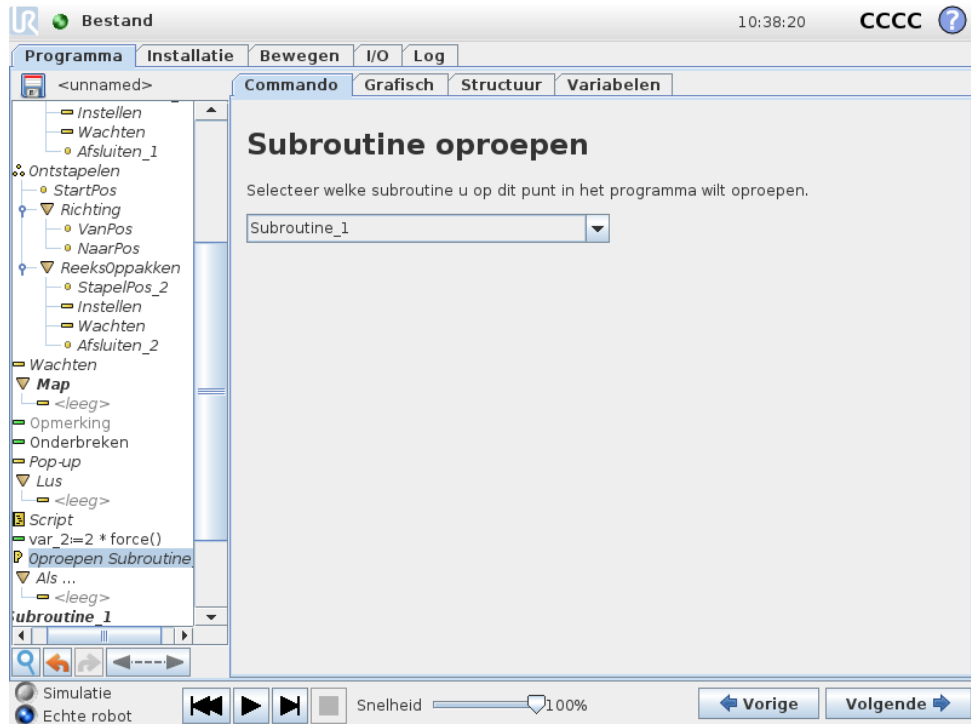 Bestand 10:38:20 CCCC ?
Programma Installatie Bewegen I/O Log
<unnamed> Commando Grafisch Structuur Variabelen
Instellen
Wachten
Afsluiten_1
Subroutine oproepen
Ontstapelen
StartPos
Selecteer welke subroutine u op dit punt in het programma wilt oproepen.
Richting
VanPos
Subroutine_1
NaarPos
ReeksOppakken
StapelPos_2
Instellen
Wachten
Afsluiten_2
Wachten
Map
<leeg>
Opmerking
Onderbreken
Pop-up
Lus
<leeg>
Script
var_2:=2 * force()
Oproepen Subroutine
Als ...
<leeg>
ubroutine_1
Simulatie
Echte robot
Snelheid 100% Vorige Volgende